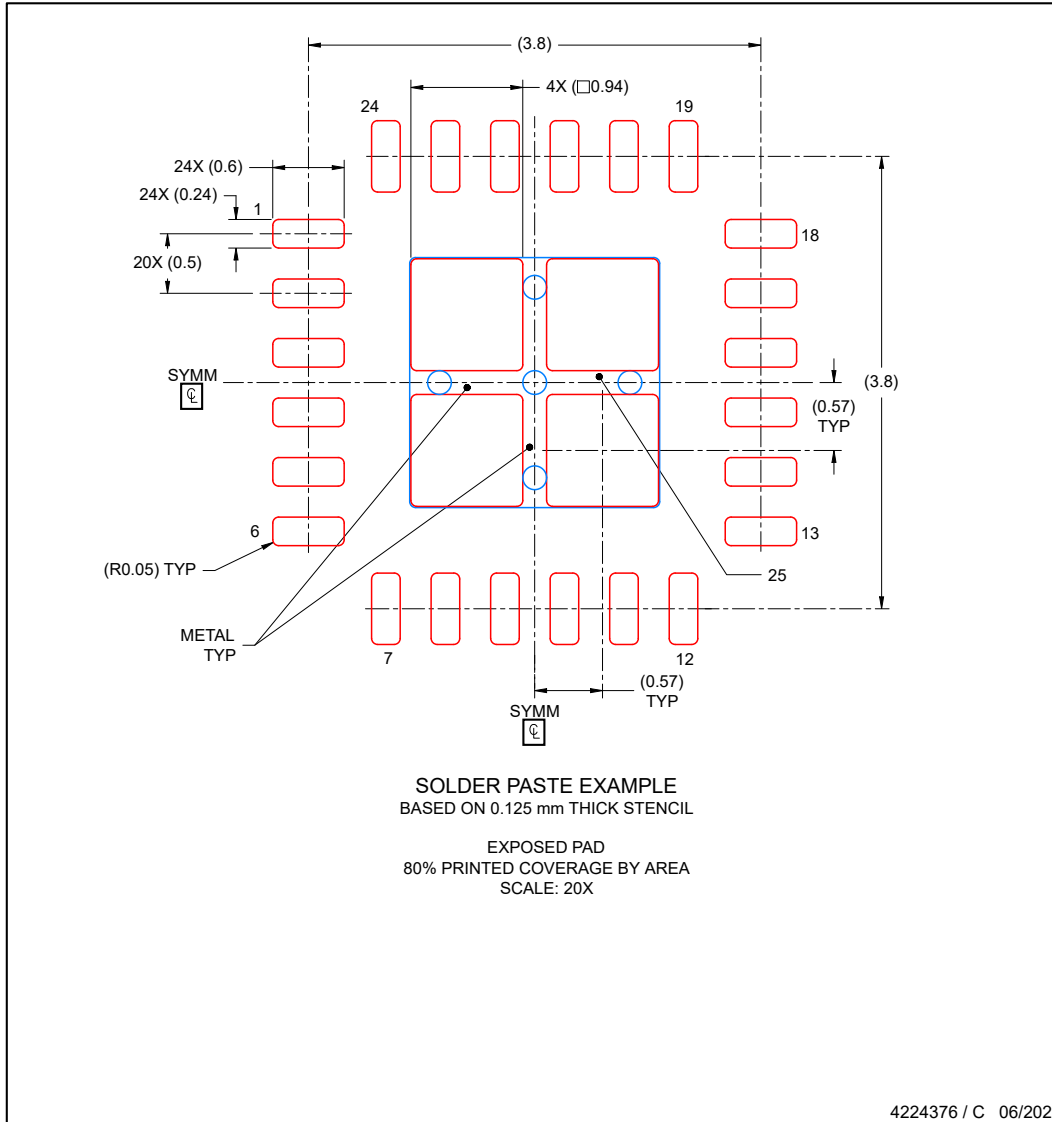 (3.8)
4X (□0.94)
24
19
24X (0.6)
24X (0.24)
1
18
20X (0.5)
SYMM
℄
(0.57)
TYP
(3.8)
6
13
(R0.05) TYP
25
METAL
TYP
7
12
(0.57)
TYP
SYMM
℄
SOLDER PASTE EXAMPLE
BASED ON 0.125 mm THICK STENCIL
EXPOSED PAD
80% PRINTED COVERAGE BY AREA
SCALE: 20X
4224376 / C 06/202